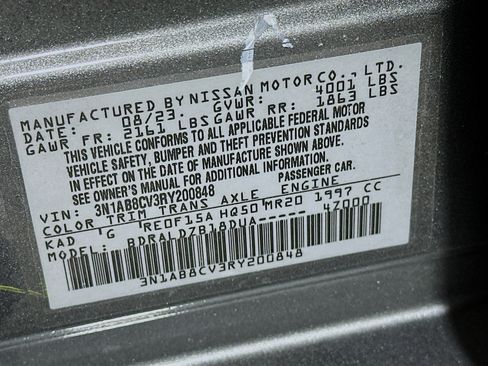 MANUFACTURED BY NISSAN MOTOR CO., LTD.
DATE: 08/23. GVWR: 4001 LBS
GAWR FR: 2161 LBS GAWR RR: 1863 LBS
THIS VEHICLE CONFORMS TO ALL APPLICABLE FEDERAL MOTOR
VEHICLE SAFETY, BUMPER AND THEFT PREVENTION STANDARDS
IN EFFECT ON THE DATE OF MANUFACTURE SHOWN ABOVE.
SEE OWNER'S MANUAL FOR ADDITIONAL INFORMATION.
VIN: 3N1AB8CV3RY200848 PASSENGER CAR.
COLOR TRIM TRANS AXLE ENGINE
KAD G RE0F15A HQ50 MR20 1997 CC
MODEL: BDRALDZB18DUA----- 47000
3N1AB8CV3RY200848